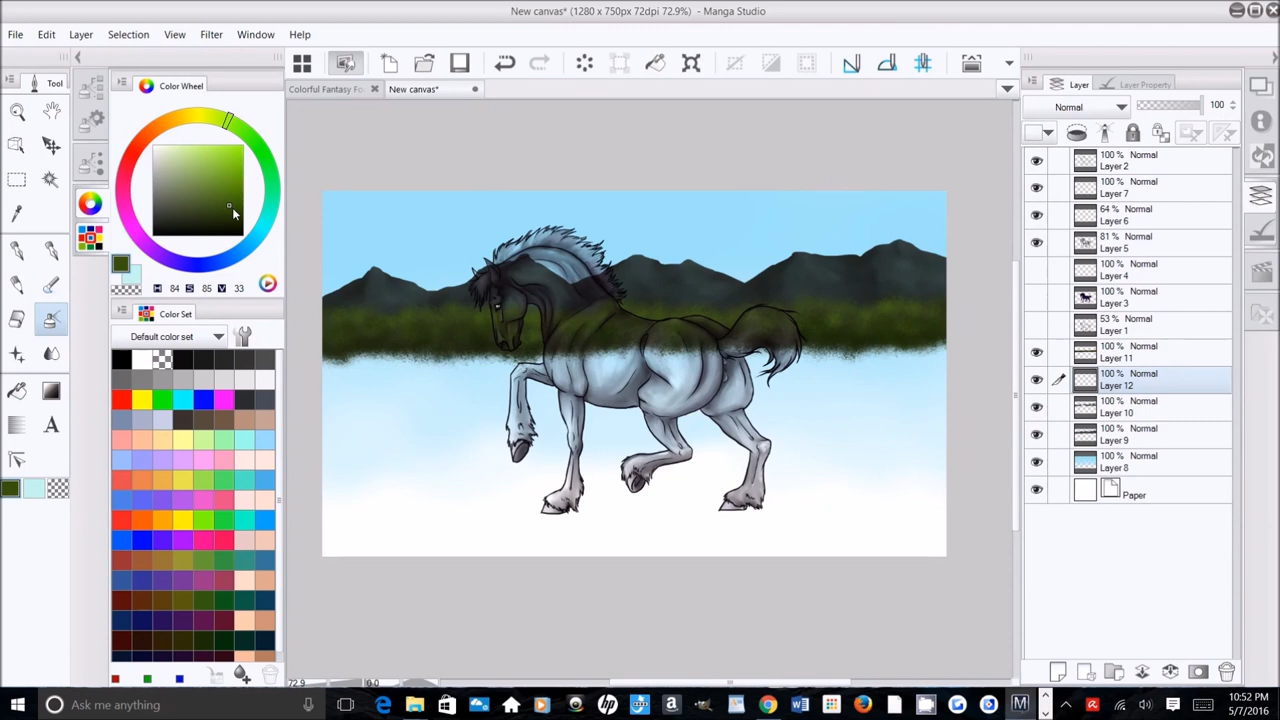 New canvas* (1280 x 750px 72dpi 72.9%) - Manga Studio
File Edit Layer Selection View Filter Window Help
Tool
Color Wheel
Colorful Fantasy Fo
New canvas*
Layer
Layer Property
Normal
100
100 % Normal
Layer 2
100 % Normal
Layer 7
64 % Normal
Layer 6
81 % Normal
Layer 5
100 % Normal
Layer 4
100 % Normal
Layer 3
53 % Normal
Layer 1
100 % Normal
Layer 11
100 % Normal
Layer 12
100 % Normal
Layer 10
100 % Normal
Layer 9
100 % Normal
Layer 8
Paper
H 84 S 85 V 33
Color Set
Default color set
A
72.9
0.0
Ask me anything
hp
a
M
10:52 PM
5/7/2016